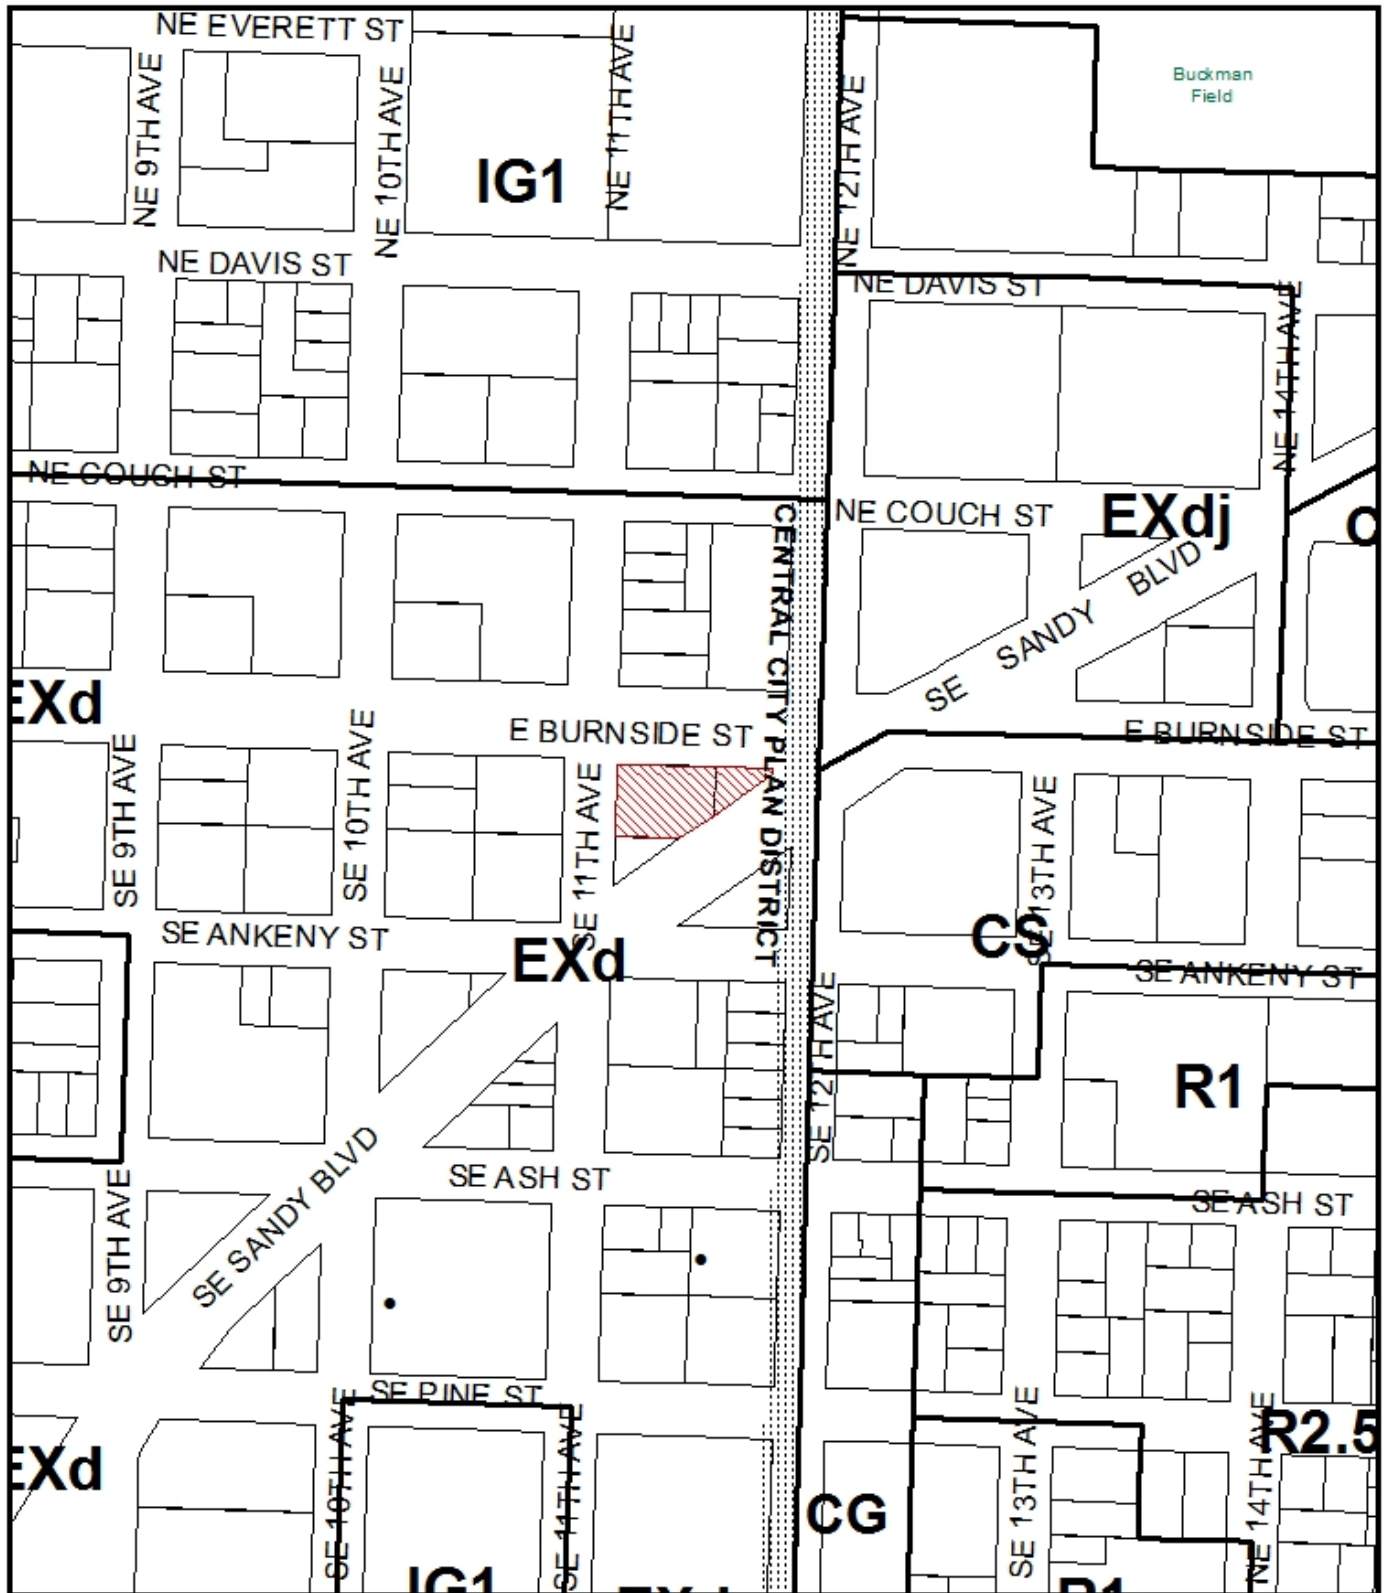 NE EVERETT ST
NE 9TH AVE
NE 10TH AVE
NE 11TH AVE
NE 12TH AVE
Buckman
Field
IG1
NE DAVIS ST
NE DAVIS ST
NE 14TH AVE
NE COUCH ST
NE COUCH ST
EXdj
C
SE SANDY BLVD
CENTRAL CITY PLAN DISTRICT
EXd
E BURNSIDE ST
E BURNSIDE ST
SE 9TH AVE
SE 10TH AVE
SE 11TH AVE
SE 13TH AVE
SE ANKENY ST
EXd
CS
SE ANKENY ST
SE 12TH AVE
R1
SE SANDY BLVD
SE ASH ST
SE ASH ST
SE 9TH AVE
SE PINE ST
EXd
SE 10TH AVE
SE 11TH AVE
CG
SE 13TH AVE
NE 14TH AVE
R2.5
IG1
EXd
R1